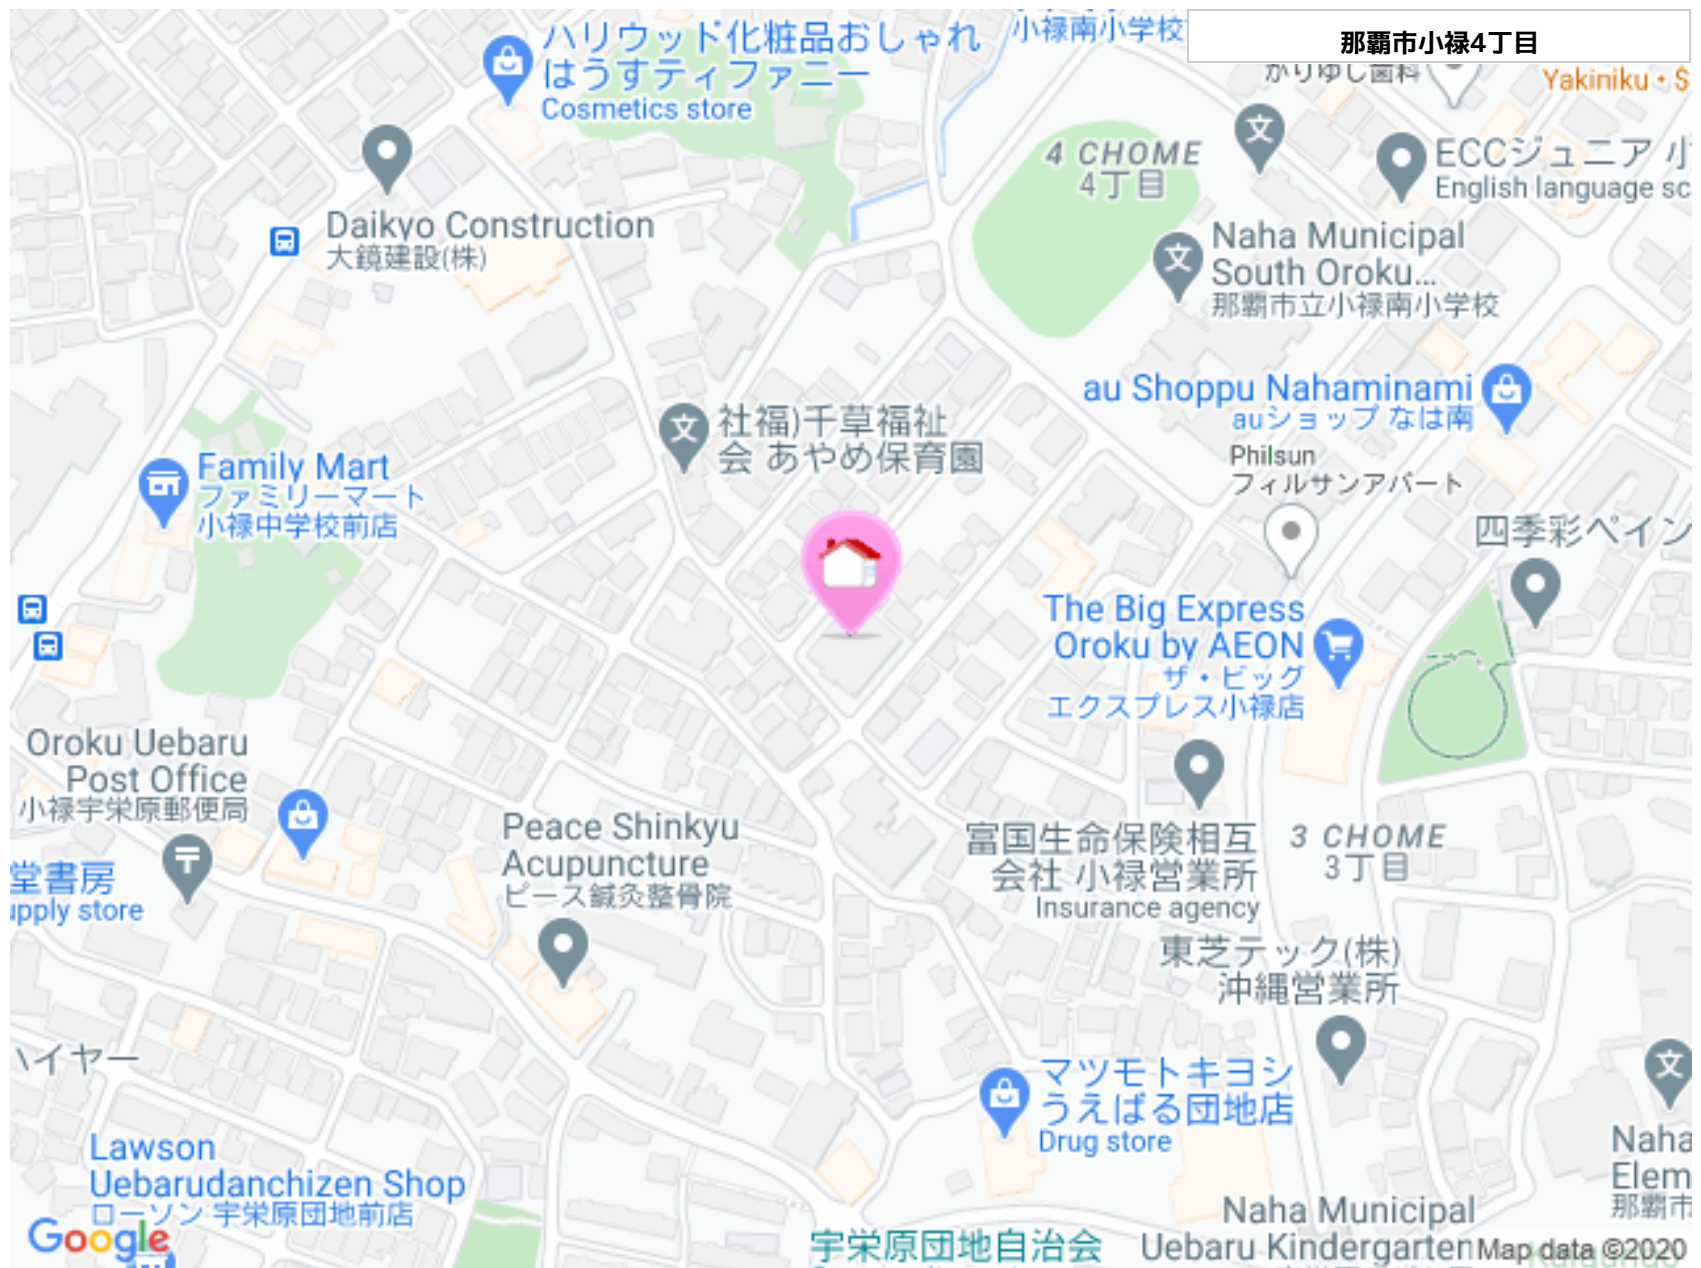 ハリウッド化粧品おしゃれ
はうすティファニー
Cosmetics store
小禄南小学校
那覇市小禄4丁目
かりゆし歯科
Yakiniku・$
Daikyo Construction
大鏡建設(株)
4 CHOME
4丁目
ECCジュニア 小
English language sc
Naha Municipal
South Oroku...
那覇市立小禄南小学校
au Shoppu Nahaminami
auショップ なは南
社福)千草福祉
会 あやめ保育園
Family Mart
ファミリーマート
小禄中学校前店
Philsun
フィルサンアパート
四季彩ペイン
The Big Express
Oroku by AEON
ザ・ビッグ
エクスプレス小禄店
Oroku Uebaru
Post Office
小禄宇栄原郵便局
堂書房
upply store
Peace Shinkyu
Acupuncture
ピース鍼灸整骨院
富国生命保険相互
会社 小禄営業所
Insurance agency
3 CHOME
3丁目
東芝テック(株)
沖縄営業所
ハイヤー
マツモトキヨシ
うえばる団地店
Drug store
Lawson
Uebarudanchizen Shop
ローソン 宇栄原団地前店
Naha
Elem
那覇市
Naha Municipal
Uebaru Kindergarten
宇栄原団地自治会
Google
Map data ©2020